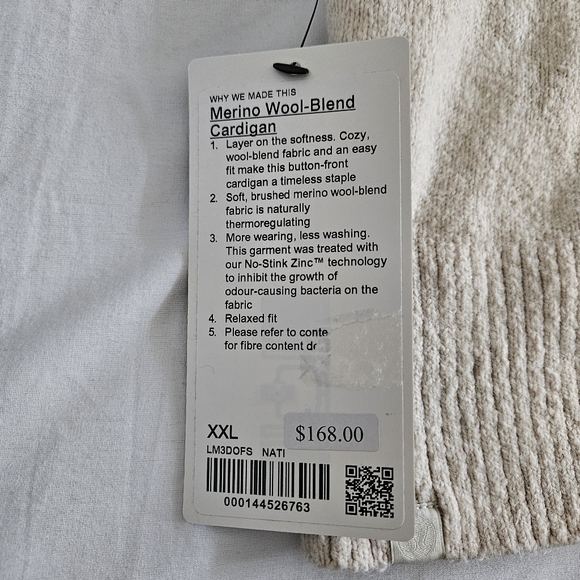 WHY WE MADE THIS
Merino Wool-Blend
Cardigan
1. Layer on the softness. Cozy,
wool-blend fabric and an easy
fit make this button-front
cardigan a timeless staple
2. Soft, brushed merino wool-blend
fabric is naturally
thermoregulating
3. More wearing, less washing.
This garment was treated with
our No-Stink Zinc™ technology
to inhibit the growth of
odour-causing bacteria on the
fabric
4. Relaxed fit
5. Please refer to
for fibre content
XXL
$168.00
LM3DOFS NATI
000144526763